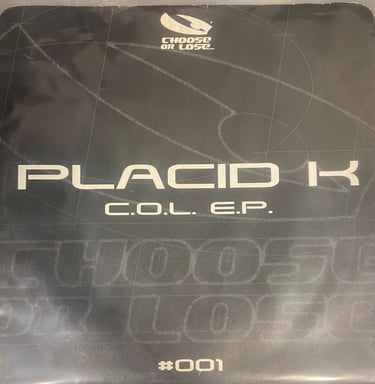 CHOOSE
OR LOSE
PLACID K
C.O.L. E.P.
CHOOSE
OR LOSE
#001